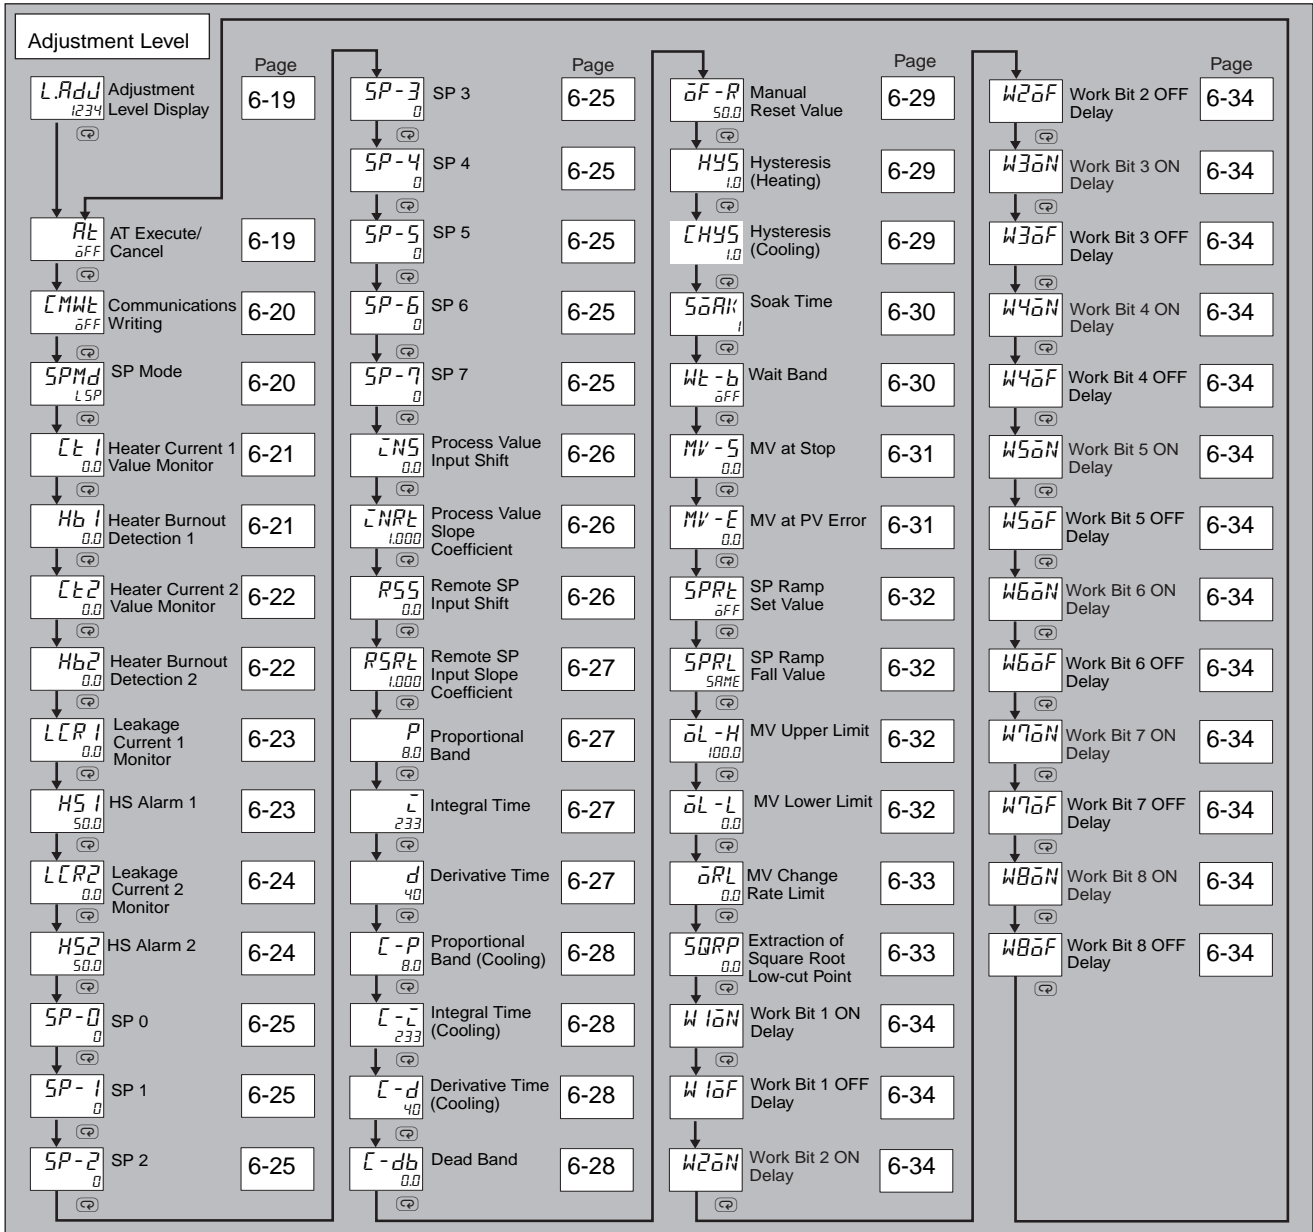 Adjustment Level
Page
L.AdJ
1234
Adjustment
Level Display
6-19
At
oFF
AT Execute/
Cancel
6-19
CMWt
oFF
Communications
Writing
6-20
SPMd
LSP
SP Mode
6-20
Ct1
0.0
Heater Current 1
Value Monitor
6-21
Hb1
0.0
Heater Burnout
Detection 1
6-21
Ct2
0.0
Heater Current 2
Value Monitor
6-22
Hb2
0.0
Heater Burnout
Detection 2
6-22
LCR1
0.0
Leakage
Current 1
Monitor
6-23
HS1
50.0
HS Alarm 1
6-23
LCR2
0.0
Leakage
Current 2
Monitor
6-24
HS2
50.0
HS Alarm 2
6-24
SP-0
0
SP 0
6-25
SP-1
0
SP 1
6-25
SP-2
0
SP 2
6-25
Page
SP-3
0
SP 3
6-25
SP-4
0
SP 4
6-25
SP-5
0
SP 5
6-25
SP-6
0
SP 6
6-25
SP-7
0
SP 7
6-25
iNS
0.0
Process Value
Input Shift
6-26
iNRt
1.000
Process Value
Slope
Coefficient
6-26
RSS
0.0
Remote SP
Input Shift
6-26
RSRt
1.000
Remote SP
Input Slope
Coefficient
6-27
P
8.0
Proportional
Band
6-27
i
233
Integral Time
6-27
d
40
Derivative Time
6-27
C-P
8.0
Proportional
Band (Cooling)
6-28
C-i
233
Integral Time
(Cooling)
6-28
C-d
40
Derivative Time
(Cooling)
6-28
C-db
0.0
Dead Band
6-28
Page
oF-R
50.0
Manual
Reset Value
6-29
HYS
1.0
Hysteresis
(Heating)
6-29
CHYS
1.0
Hysteresis
(Cooling)
6-29
SoAK
1
Soak Time
6-30
Wt-b
oFF
Wait Band
6-30
MV-S
0.0
MV at Stop
6-31
MV-E
0.0
MV at PV Error
6-31
SPRt
oFF
SP Ramp
Set Value
6-32
SPRL
SAME
SP Ramp
Fall Value
6-32
oL-H
100.0
MV Upper Limit
6-32
oL-L
0.0
MV Lower Limit
6-32
oRL
0.0
MV Change
Rate Limit
6-33
SQRP
0.0
Extraction of
Square Root
Low-cut Point
6-33
W1oN
Work Bit 1 ON
Delay
6-34
W1oF
Work Bit 1 OFF
Delay
6-34
W2oN
Work Bit 2 ON
Delay
6-34
Page
W2oF
Work Bit 2 OFF
Delay
6-34
W3oN
Work Bit 3 ON
Delay
6-34
W3oF
Work Bit 3 OFF
Delay
6-34
W4oN
Work Bit 4 ON
Delay
6-34
W4oF
Work Bit 4 OFF
Delay
6-34
W5oN
Work Bit 5 ON
Delay
6-34
W5oF
Work Bit 5 OFF
Delay
6-34
W6oN
Work Bit 6 ON
Delay
6-34
W6oF
Work Bit 6 OFF
Delay
6-34
W7oN
Work Bit 7 ON
Delay
6-34
W7oF
Work Bit 7 OFF
Delay
6-34
W8oN
Work Bit 8 ON
Delay
6-34
W8oF
Work Bit 8 OFF
Delay
6-34